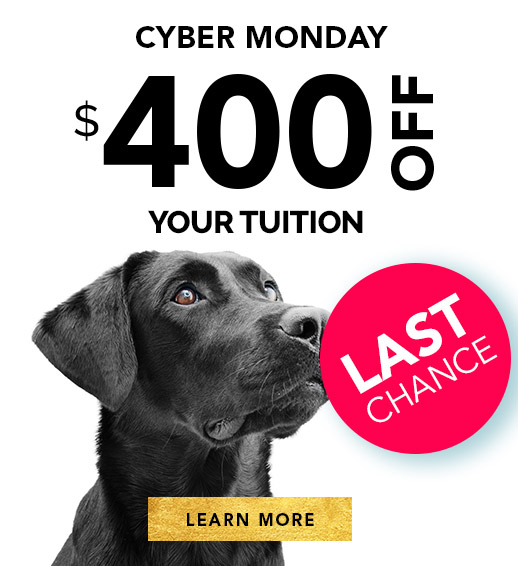 CYBER MONDAY
$400 OFF
YOUR TUITION
LAST
CHANCE
LEARN MORE